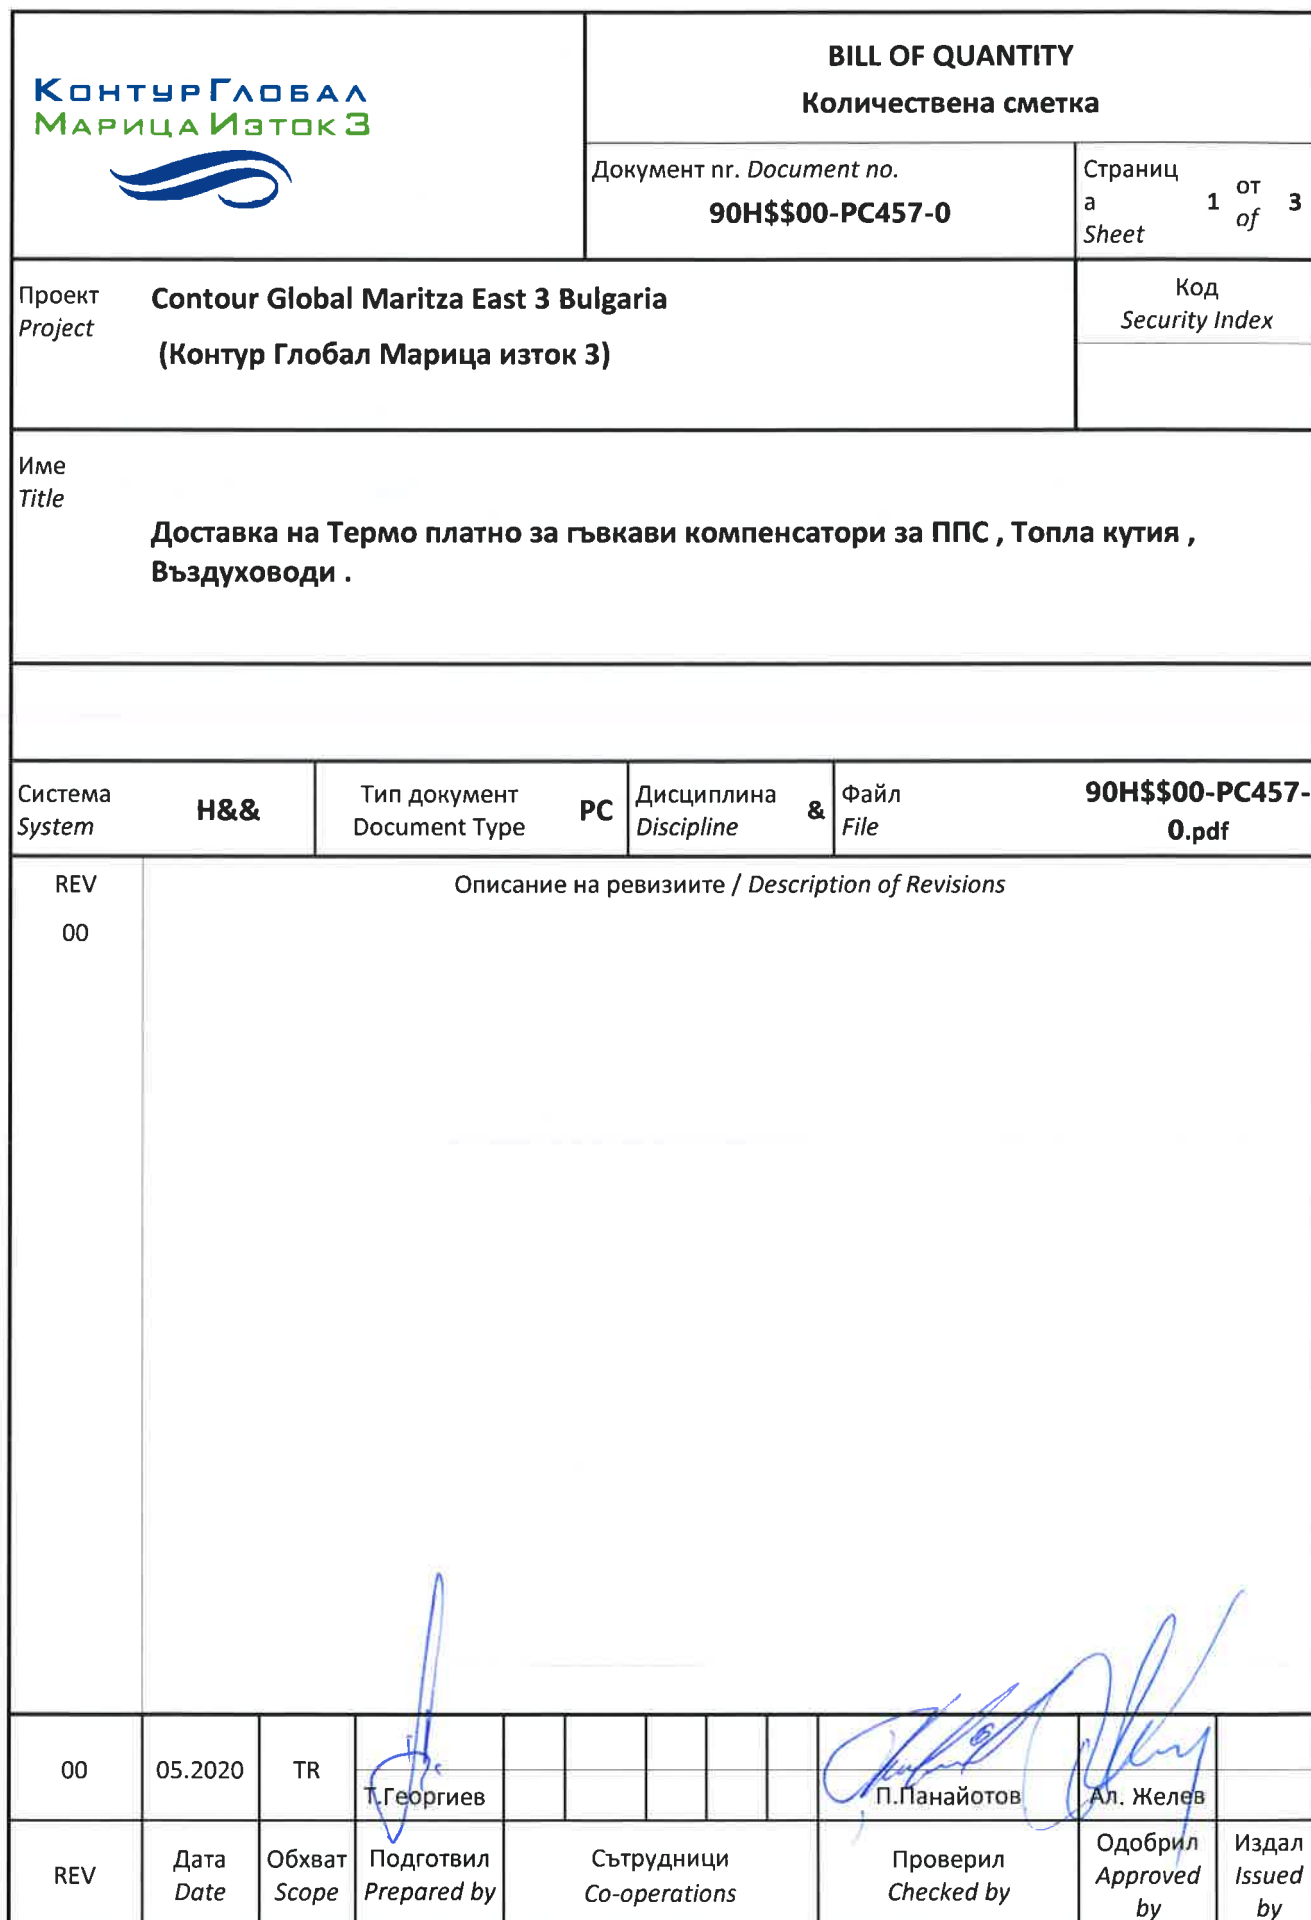 КонтурГлобал
Марица Изток 3
BILL OF QUANTITY
Количествена сметка
Документ nr. Document no.
90H$$00-PC457-0
Страниц
а
Sheet
1 от 3
of
Проект
Project
Contour Global Maritza East 3 Bulgaria
(Контур Глобал Марица изток 3)
Код
Security Index
Име
Title
Доставка на Термо платно за гъвкави компенсатори за ППС , Топла кутия ,
Въздуховоди .
Система
System
H&&
Тип документ
Document Type
PC
Дисциплина
Discipline
&
Файл
File
90H$$00-PC457-
0.pdf
REV
Описание на ревизиите / Description of Revisions
00
00
05.2020
TR
Т.Георгиев
П.Панайотов
Ал. Желев
REV
Дата
Date
Обхват
Scope
Подготвил
Prepared by
Сътрудници
Co-operations
Проверил
Checked by
Одобрил
Approved
by
Издал
Issued
by